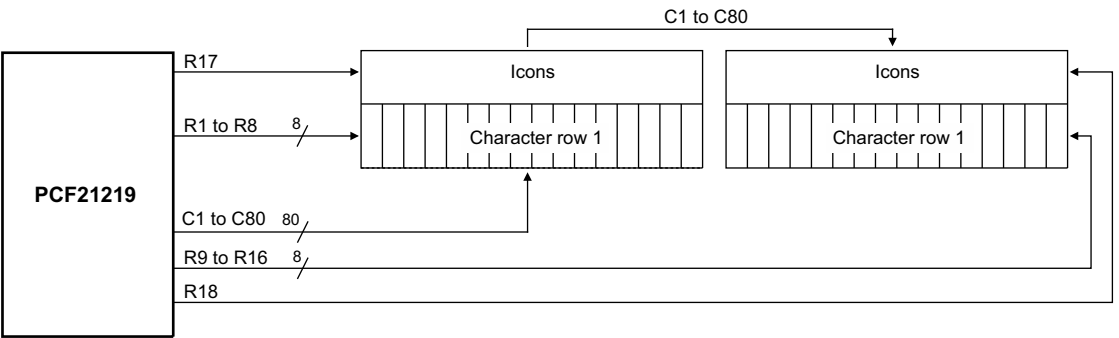 C1 to C80
R17
Icons
Icons
R1 to R8 8
Character row 1
Character row 1
PCF21219
C1 to C80 80
R9 to R16 8
R18